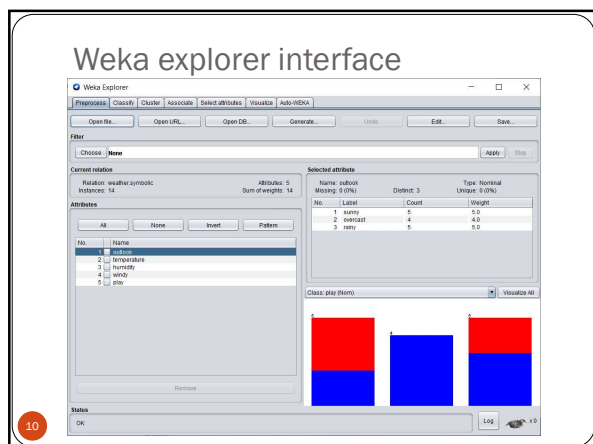 Weka explorer interface
Weka Explorer
Preprocess Classify Cluster Associate Select attributes Visualize Auto-WEKA
Open file... Open URL... Open DB... Generate... Undo Edit... Save...
Filter
Choose None Apply Stop
Current relation
Relation: weather.symbolic Attributes: 5
Instances: 14 Sum of weights: 14
Attributes
All None Invert Pattern
No. Name
1 outlook
2 temperature
3 humidity
4 windy
5 play
Remove
Selected attribute
Name: outlook Type: Nominal
Missing: 0 (0%) Distinct: 3 Unique: 0 (0%)
No. Label Count Weight
1 sunny 5 5.0
2 overcast 4 4.0
3 rainy 5 5.0
Class: play (Nom) Visualize All
5 4 5
Status
OK Log x 0
10